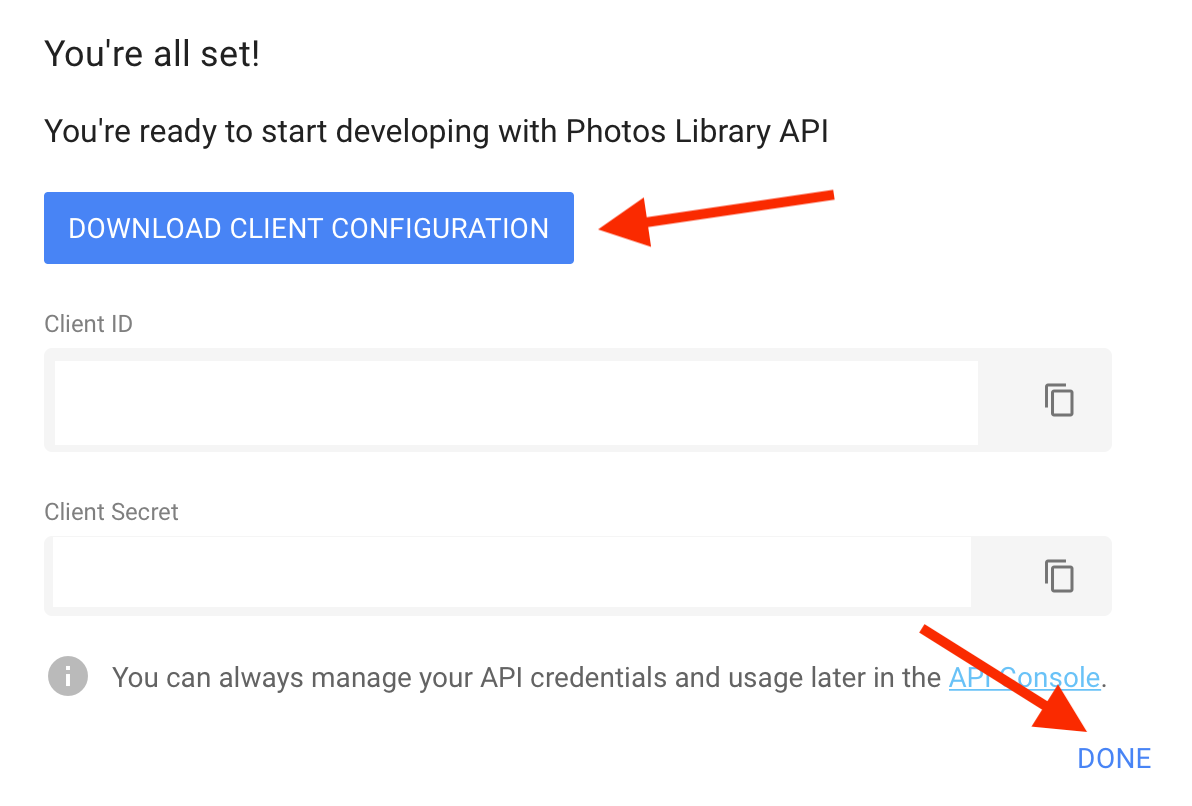 You're all set!
You're ready to start developing with Photos Library API
DOWNLOAD CLIENT CONFIGURATION
Client ID
Client Secret
You can always manage your API credentials and usage later in the API Console.
DONE